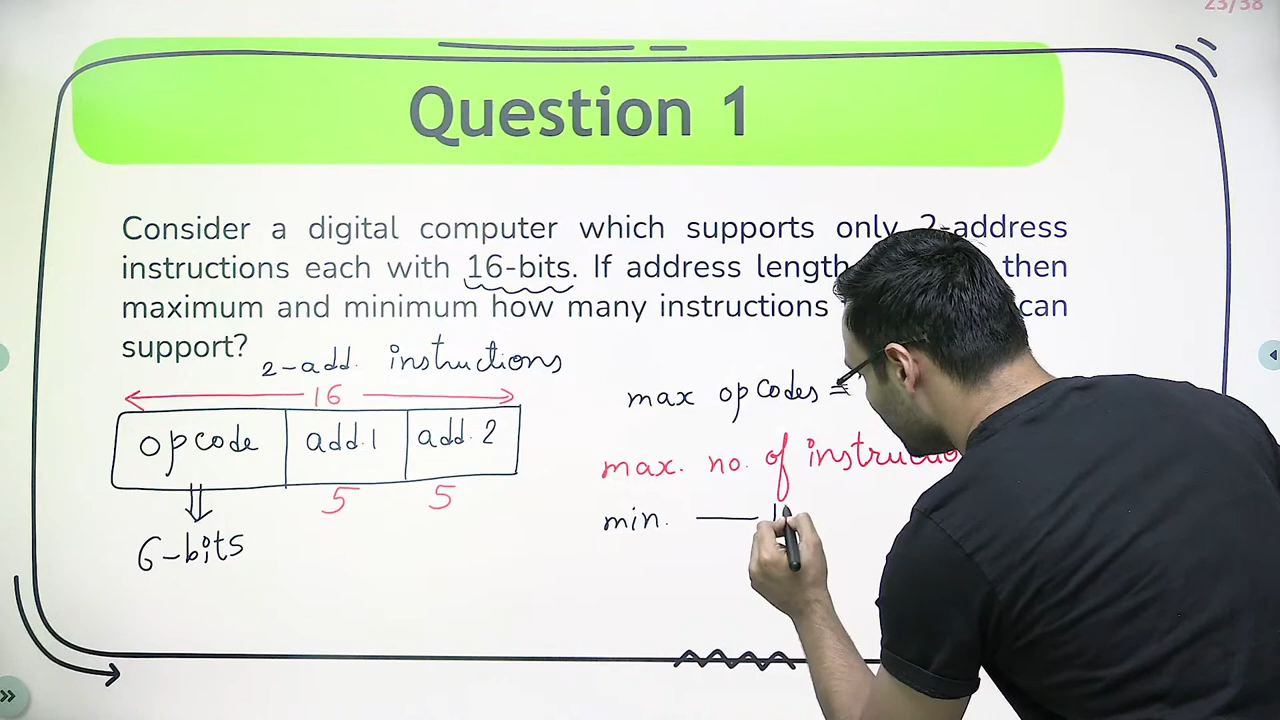 23/38
Question 1
Consider a digital computer which supports only 2-address
instructions each with 16-bits. If address length then
maximum and minimum how many instructions can
support?
2-add. instructions
16
opcode add.1 add.2
5 5
6-bits
max opcodes =
max. no. of instructio
min. —— 11